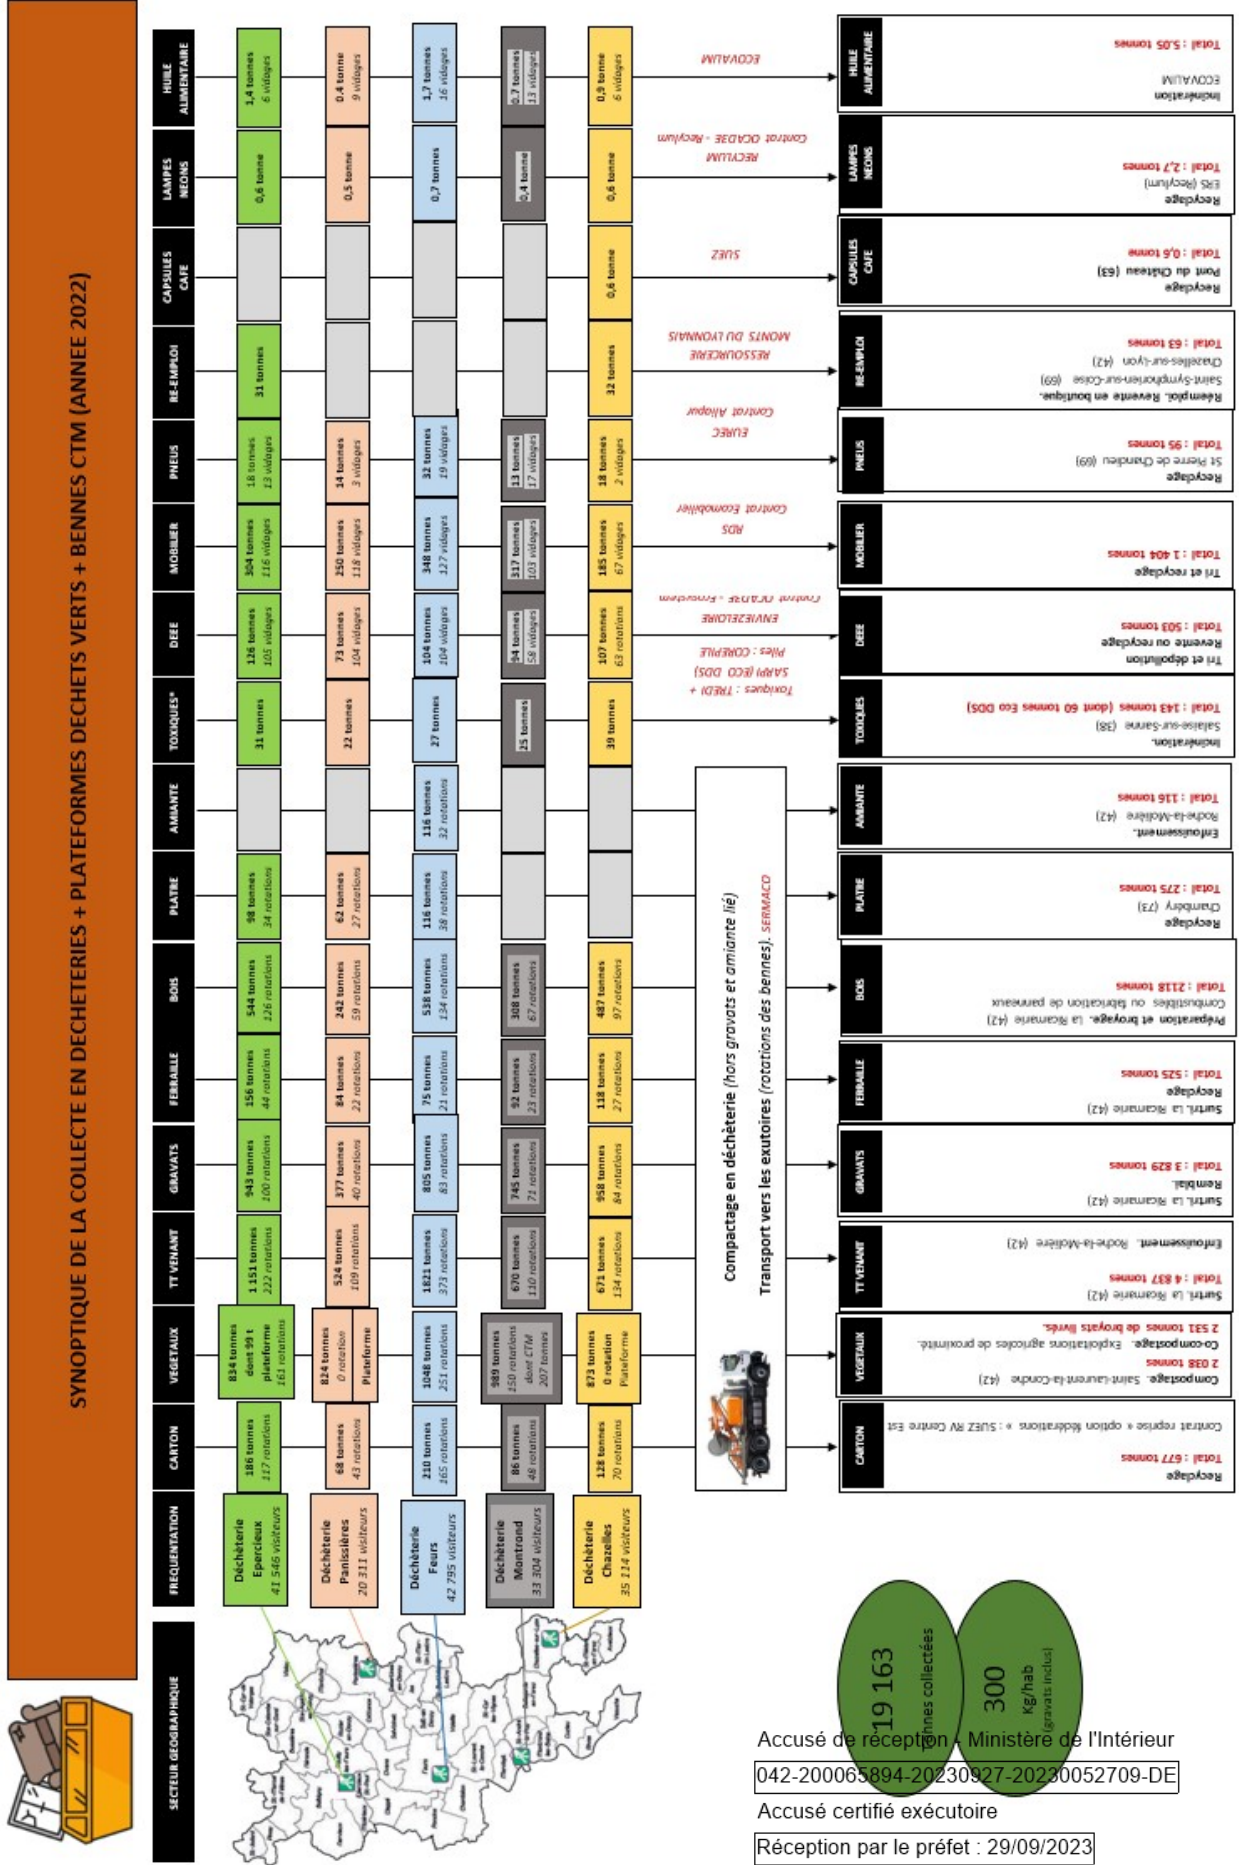 SYNOPTIQUE DE LA COLLECTE EN DECHETERIES + PLATEFORMES DECHETS VERTS + BENNES CTM (ANNEE 2022)
SECTEUR GEOGRAPHIQUE
FREQUENTATION
CARTON
VEGETAUX
TT VENANT
GRAVATS
FERRAILLE
BOIS
PLATRE
AMIANTE
TOXIQUES*
DEEE
MOBILIER
PNEUS
RE-EMPLOI
CAPSULES
CAFE
LAMPES
NEONS
HUILE
ALIMENTAIRE
Déchèterie
Epercieux
41 546 visiteurs
186 tonnes
117 rotations
834 tonnes
dont 99 t
plateforme
161 rotations
1 151 tonnes
222 rotations
943 tonnes
100 rotations
156 tonnes
44 rotations
544 tonnes
126 rotations
98 tonnes
34 rotations
31 tonnes
126 tonnes
105 vidages
304 tonnes
116 vidages
18 tonnes
13 vidages
31 tonnes
0,6 tonne
1,4 tonnes
6 vidages
Déchèterie
Panissières
20 311 visiteurs
68 tonnes
43 rotations
824 tonnes
0 rotation
Plateforme
524 tonnes
109 rotations
377 tonnes
40 rotations
84 tonnes
22 rotations
242 tonnes
59 rotations
62 tonnes
27 rotations
22 tonnes
73 tonnes
104 vidages
250 tonnes
118 vidages
14 tonnes
3 vidages
0,5 tonne
0,4 tonne
9 vidages
Déchèterie
Feurs
42 795 visiteurs
210 tonnes
165 rotations
1048 tonnes
251 rotations
1821 tonnes
373 rotations
805 tonnes
83 rotations
75 tonnes
21 rotations
538 tonnes
134 rotations
116 tonnes
38 rotations
116 tonnes
32 rotations
27 tonnes
104 tonnes
104 vidages
348 tonnes
127 vidages
32 tonnes
19 vidages
0,7 tonnes
1,7 tonnes
16 vidages
Déchèterie
Montrond
33 304 visiteurs
86 tonnes
48 rotations
989 tonnes
150 rotations
dont CTM
207 tonnes
670 tonnes
110 rotations
745 tonnes
71 rotations
92 tonnes
23 rotations
308 tonnes
67 rotations
25 tonnes
94 tonnes
58 vidages
317 tonnes
103 vidages
13 tonnes
17 vidages
0,4 tonne
0,7 tonnes
13 vidages
Déchèterie
Chazelles
35 114 visiteurs
128 tonnes
70 rotations
873 tonnes
0 rotation
Plateforme
671 tonnes
134 rotations
958 tonnes
84 rotations
118 tonnes
27 rotations
487 tonnes
97 rotations
39 tonnes
107 tonnes
63 rotations
185 tonnes
67 vidages
18 tonnes
2 vidages
32 tonnes
0,6 tonne
0,6 tonne
0,9 tonne
6 vidages
Compactage en déchèterie (hors gravats et amiante lié)
Transport vers les exutoires (rotations des bennes). SERMACO
Toxiques : TREDI +
SARPI (ECO DDS)
Piles : COREPILE
ENVIE2ELOIRE
Contrat OCAD3E - Ecosystem
RDS
Contrat Ecomobilier
EUREC
Contrat Aliapur
RESSOURCERIE
MONTS DU LYONNAIS
SUEZ
RECYLUM
Contrat OCAD3E - Recylum
ECOVALIM
CARTON
Recyclage
Total : 677 tonnes
Contrat reprise « option fédérations » : SUEZ RV Centre Est
VEGETAUX
Compostage. Saint-Laurent-la-Conche (42)
2 038 tonnes
Co-compostage. Exploitations agricoles de proximité.
2 531 tonnes de broyats livrés.
TT VENANT
Surtri. La Ricamarie (42)
Total : 4 837 tonnes
Enfouissement. Roche-la-Molière (42)
GRAVATS
Surtri. La Ricamarie (42)
Remblai.
Total : 3 829 tonnes
FERRAILLE
Surtri. La Ricamarie (42)
Recyclage
Total : 525 tonnes
BOIS
Préparation et broyage. La Ricamarie (42)
Combustibles ou fabrication de panneaux
Total : 2118 tonnes
PLATRE
Recyclage
Chambéry (73)
Total : 275 tonnes
AMIANTE
Enfouissement.
Roche-la-Molière (42)
Total : 116 tonnes
TOXIQUES
Incinération.
Salaise-sur-Sanne (38)
Total : 143 tonnes (dont 60 tonnes Eco DDS)
DEEE
Tri et dépollution
Revente ou recyclage
Total : 503 tonnes
MOBILIER
Tri et recyclage
Total : 1 404 tonnes
PNEUS
Recyclage
St Pierre de Chandieu (69)
Total : 95 tonnes
RE-EMPLOI
Réemploi. Revente en boutique.
Saint-Symphorien-sur-Coise (69)
Chazelles-sur-Lyon (42)
Total : 63 tonnes
CAPSULES
CAFE
Recyclage
Pont du Château (63)
Total : 0,6 tonne
LAMPES
NEONS
Recyclage
ERS (Recylum)
Total : 2,7 tonnes
HUILE
ALIMENTAIRE
Incinération
ECOVALIM
Total : 5.05 tonnes
19 163
tonnes collectées
300
Kg/hab
(gravats inclus)
Accusé de réception - Ministère de l'Intérieur
042-200065894-20230927-20230052709-DE
Accusé certifié exécutoire
Réception par le préfet : 29/09/2023